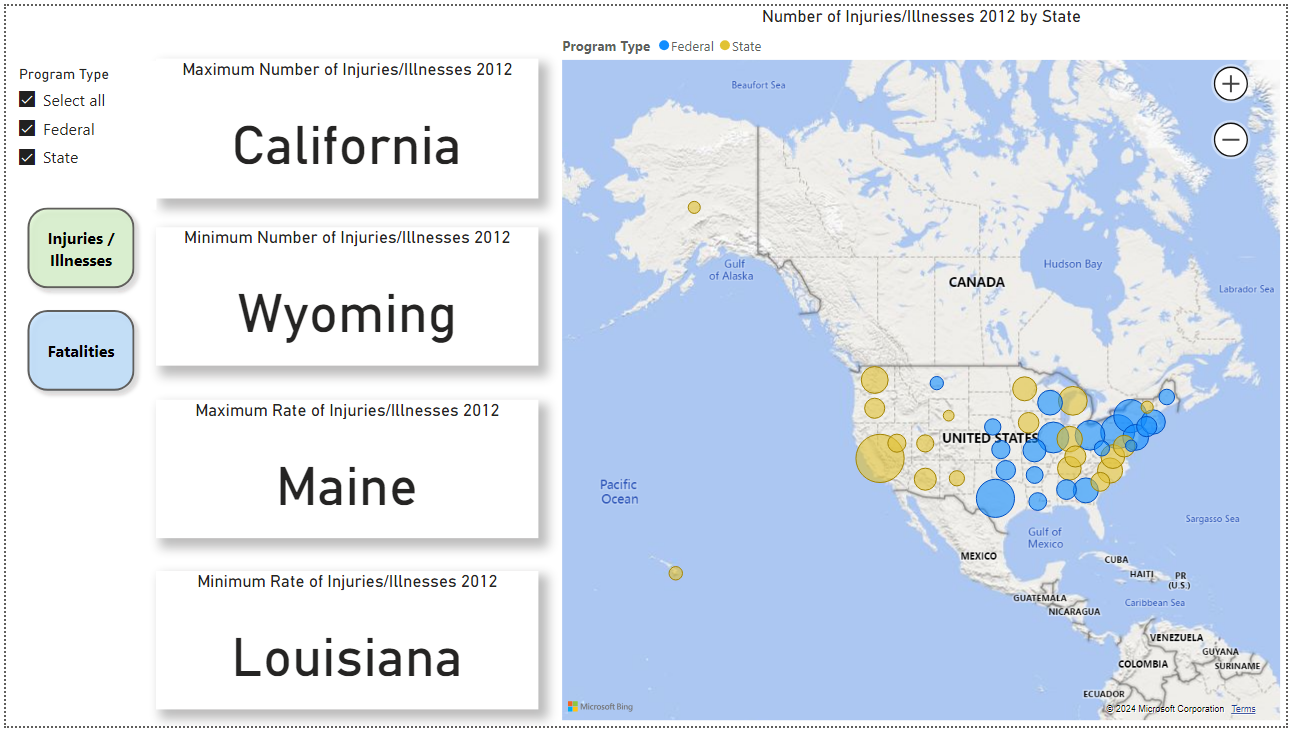 Number of Injuries/Illnesses 2012 by State
Program Type Federal State
Program Type
Select all
Federal
State
Injuries /
Illnesses
Fatalities
Maximum Number of Injuries/Illnesses 2012
California
Minimum Number of Injuries/Illnesses 2012
Wyoming
Maximum Rate of Injuries/Illnesses 2012
Maine
Minimum Rate of Injuries/Illnesses 2012
Louisiana
Beaufort Sea
Gulf
of Alaska
Hudson Bay
CANADA
Labrador Sea
UNITED STATES
Pacific
Ocean
Sargasso Sea
Gulf of
Mexico
MEXICO
CUBA
HAITI
PR
(U.S.)
GUATEMALA
Caribbean Sea
NICARAGUA
VENEZUELA
GUYANA
COLOMBIA
SURINAME
ECUADOR
Microsoft Bing
© 2024 Microsoft Corporation Terms